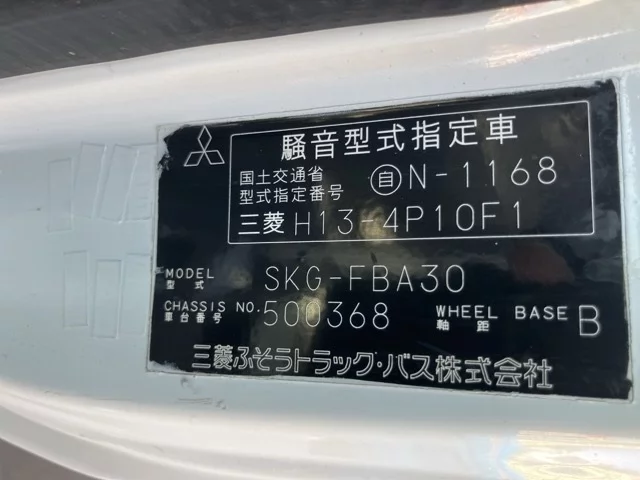 騒音型式指定車
国土交通省
型式指定番号 自N-1168
三菱 H13-4P10F1
MODEL
型式 SKG-FBA30
CHASSIS NO.
車台番号 500368 WHEEL BASE
軸距 B
三菱ふそうトラック・バス株式会社